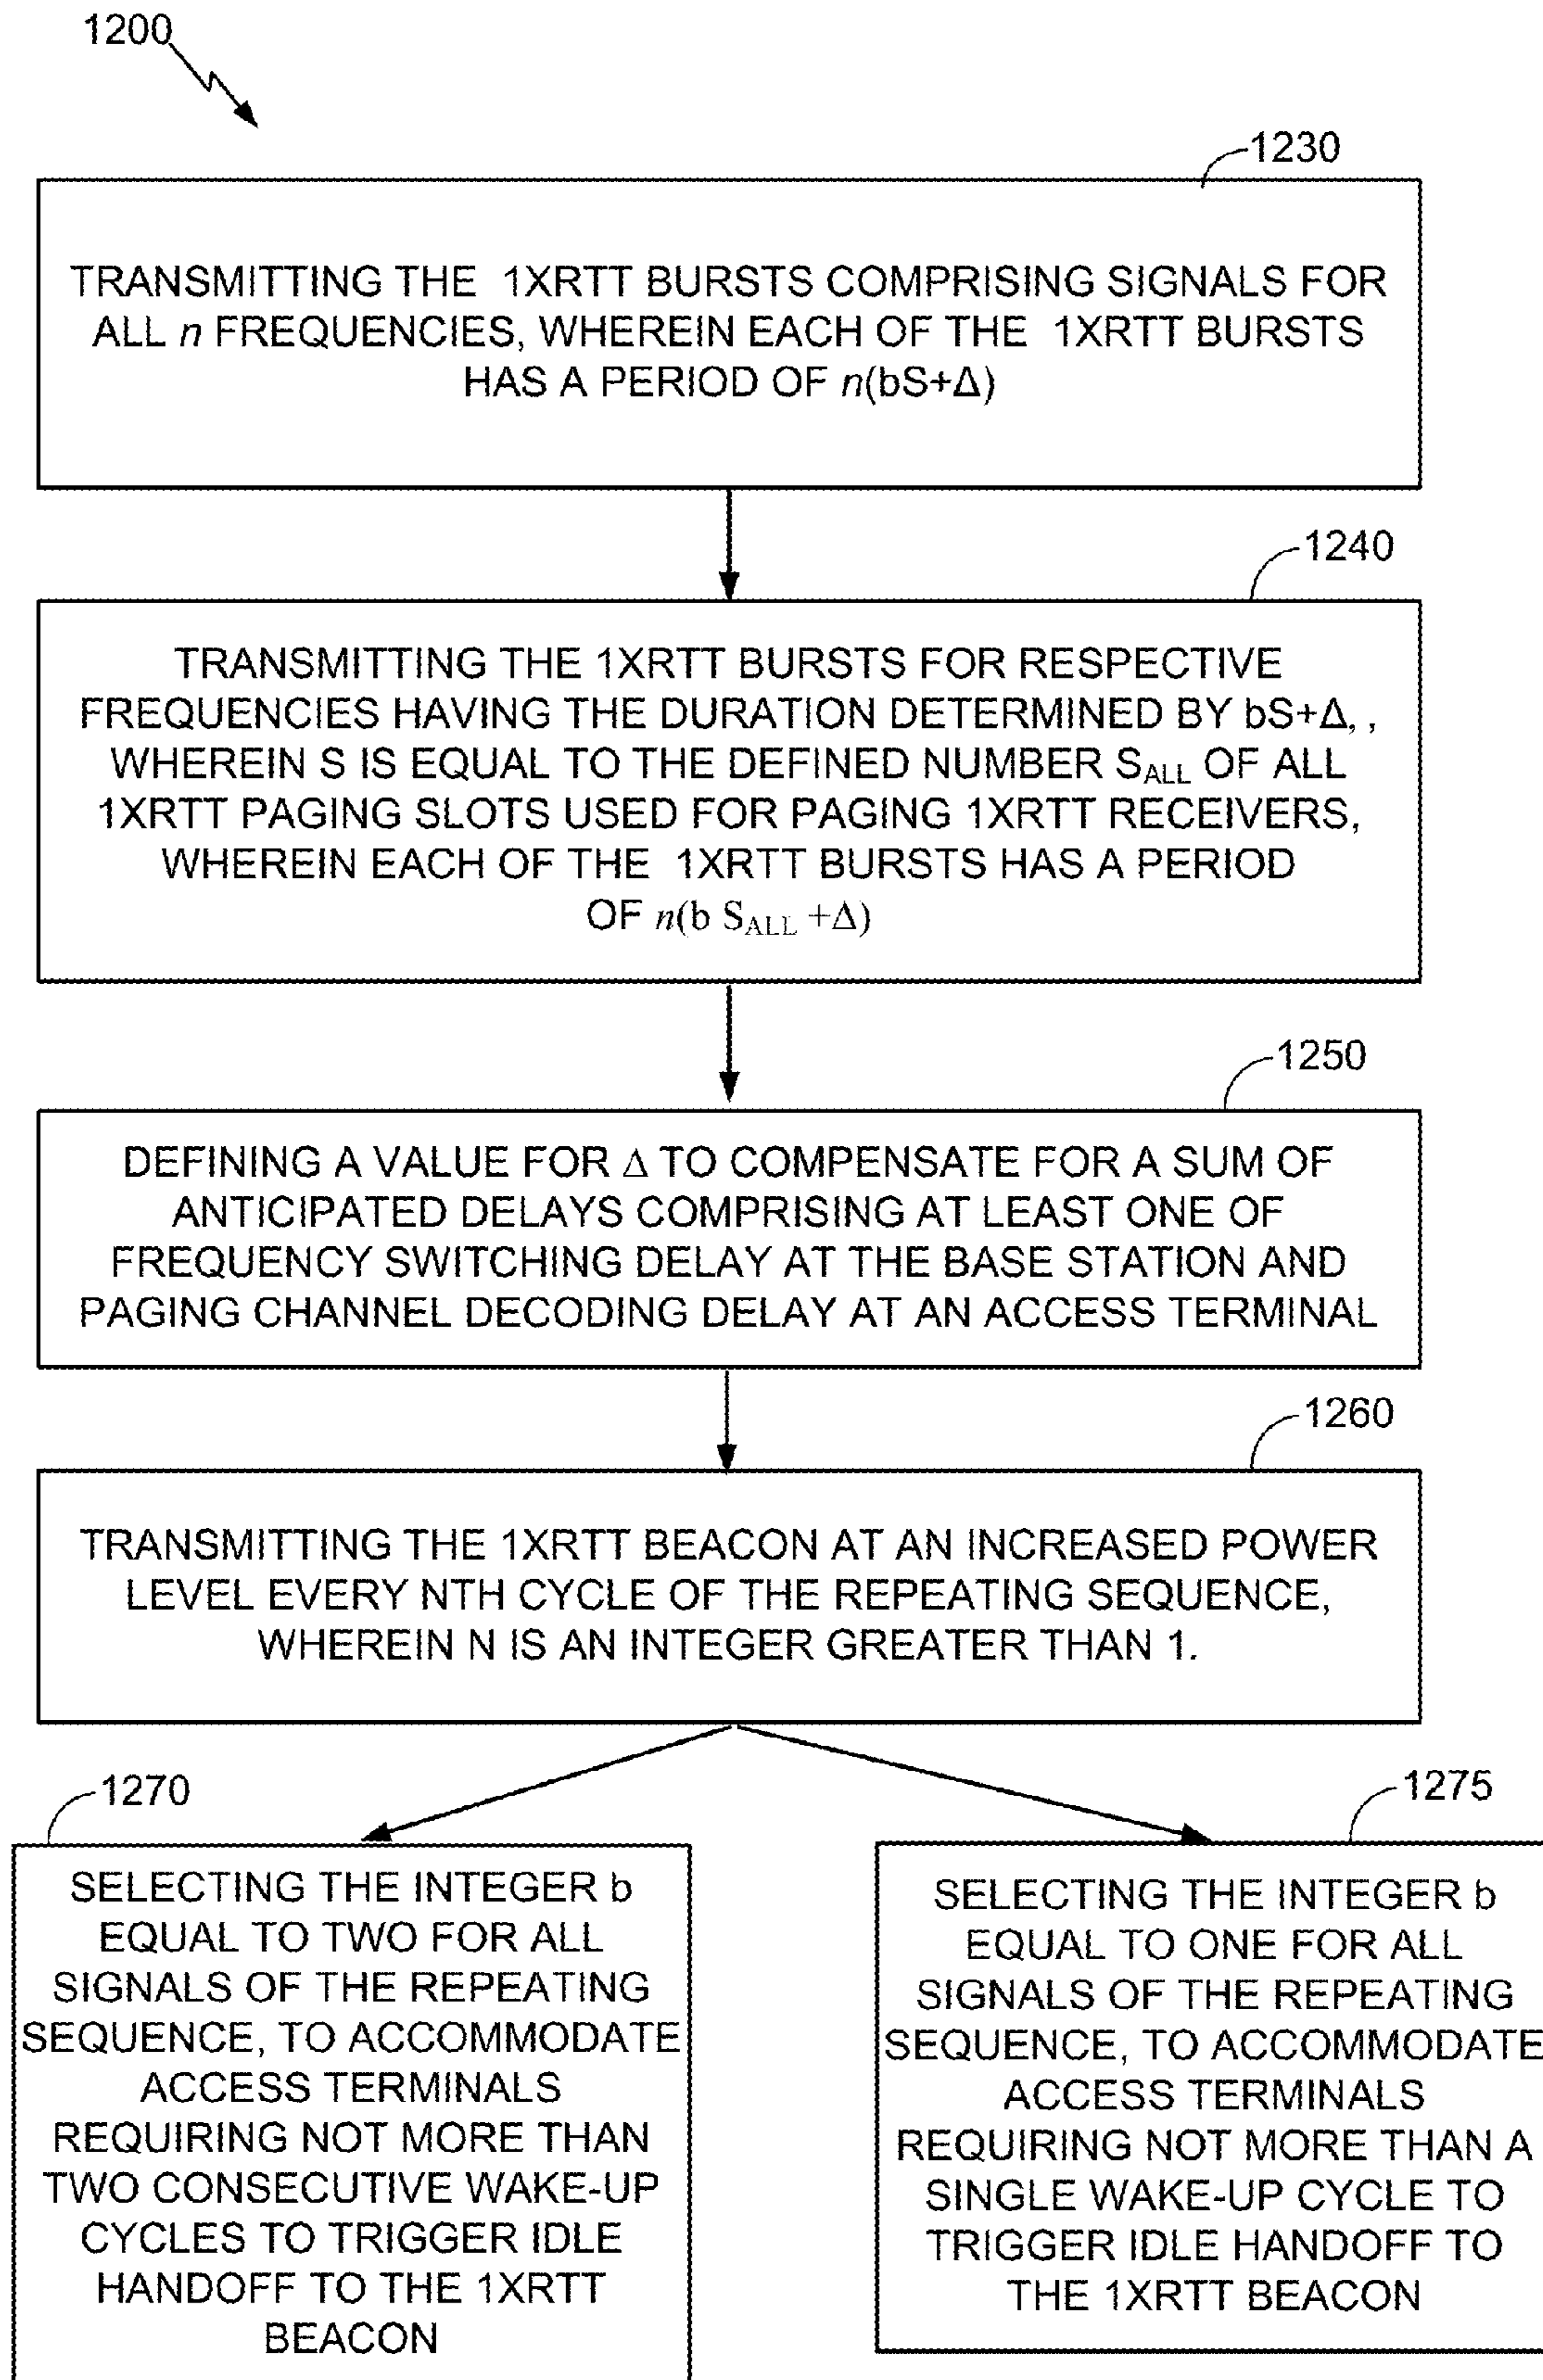 1200
1230
TRANSMITTING THE 1XRTT BURSTS COMPRISING SIGNALS FOR
ALL n FREQUENCIES, WHEREIN EACH OF THE 1XRTT BURSTS
HAS A PERIOD OF n(bS+Δ)
1240
TRANSMITTING THE 1XRTT BURSTS FOR RESPECTIVE
FREQUENCIES HAVING THE DURATION DETERMINED BY bS+Δ, ,
WHEREIN S IS EQUAL TO THE DEFINED NUMBER SALL OF ALL
1XRTT PAGING SLOTS USED FOR PAGING 1XRTT RECEIVERS,
WHEREIN EACH OF THE 1XRTT BURSTS HAS A PERIOD
OF n(b SALL +Δ)
1250
DEFINING A VALUE FOR Δ TO COMPENSATE FOR A SUM OF
ANTICIPATED DELAYS COMPRISING AT LEAST ONE OF
FREQUENCY SWITCHING DELAY AT THE BASE STATION AND
PAGING CHANNEL DECODING DELAY AT AN ACCESS TERMINAL
1260
TRANSMITTING THE 1XRTT BEACON AT AN INCREASED POWER
LEVEL EVERY NTH CYCLE OF THE REPEATING SEQUENCE,
WHEREIN N IS AN INTEGER GREATER THAN 1.
1270
SELECTING THE INTEGER b
EQUAL TO TWO FOR ALL
SIGNALS OF THE REPEATING
SEQUENCE, TO ACCOMMODATE
ACCESS TERMINALS
REQUIRING NOT MORE THAN
TWO CONSECUTIVE WAKE-UP
CYCLES TO TRIGGER IDLE
HANDOFF TO THE 1XRTT
BEACON
1275
SELECTING THE INTEGER b
EQUAL TO ONE FOR ALL
SIGNALS OF THE REPEATING
SEQUENCE, TO ACCOMMODATE
ACCESS TERMINALS
REQUIRING NOT MORE THAN A
SINGLE WAKE-UP CYCLE TO
TRIGGER IDLE HANDOFF TO
THE 1XRTT BEACON